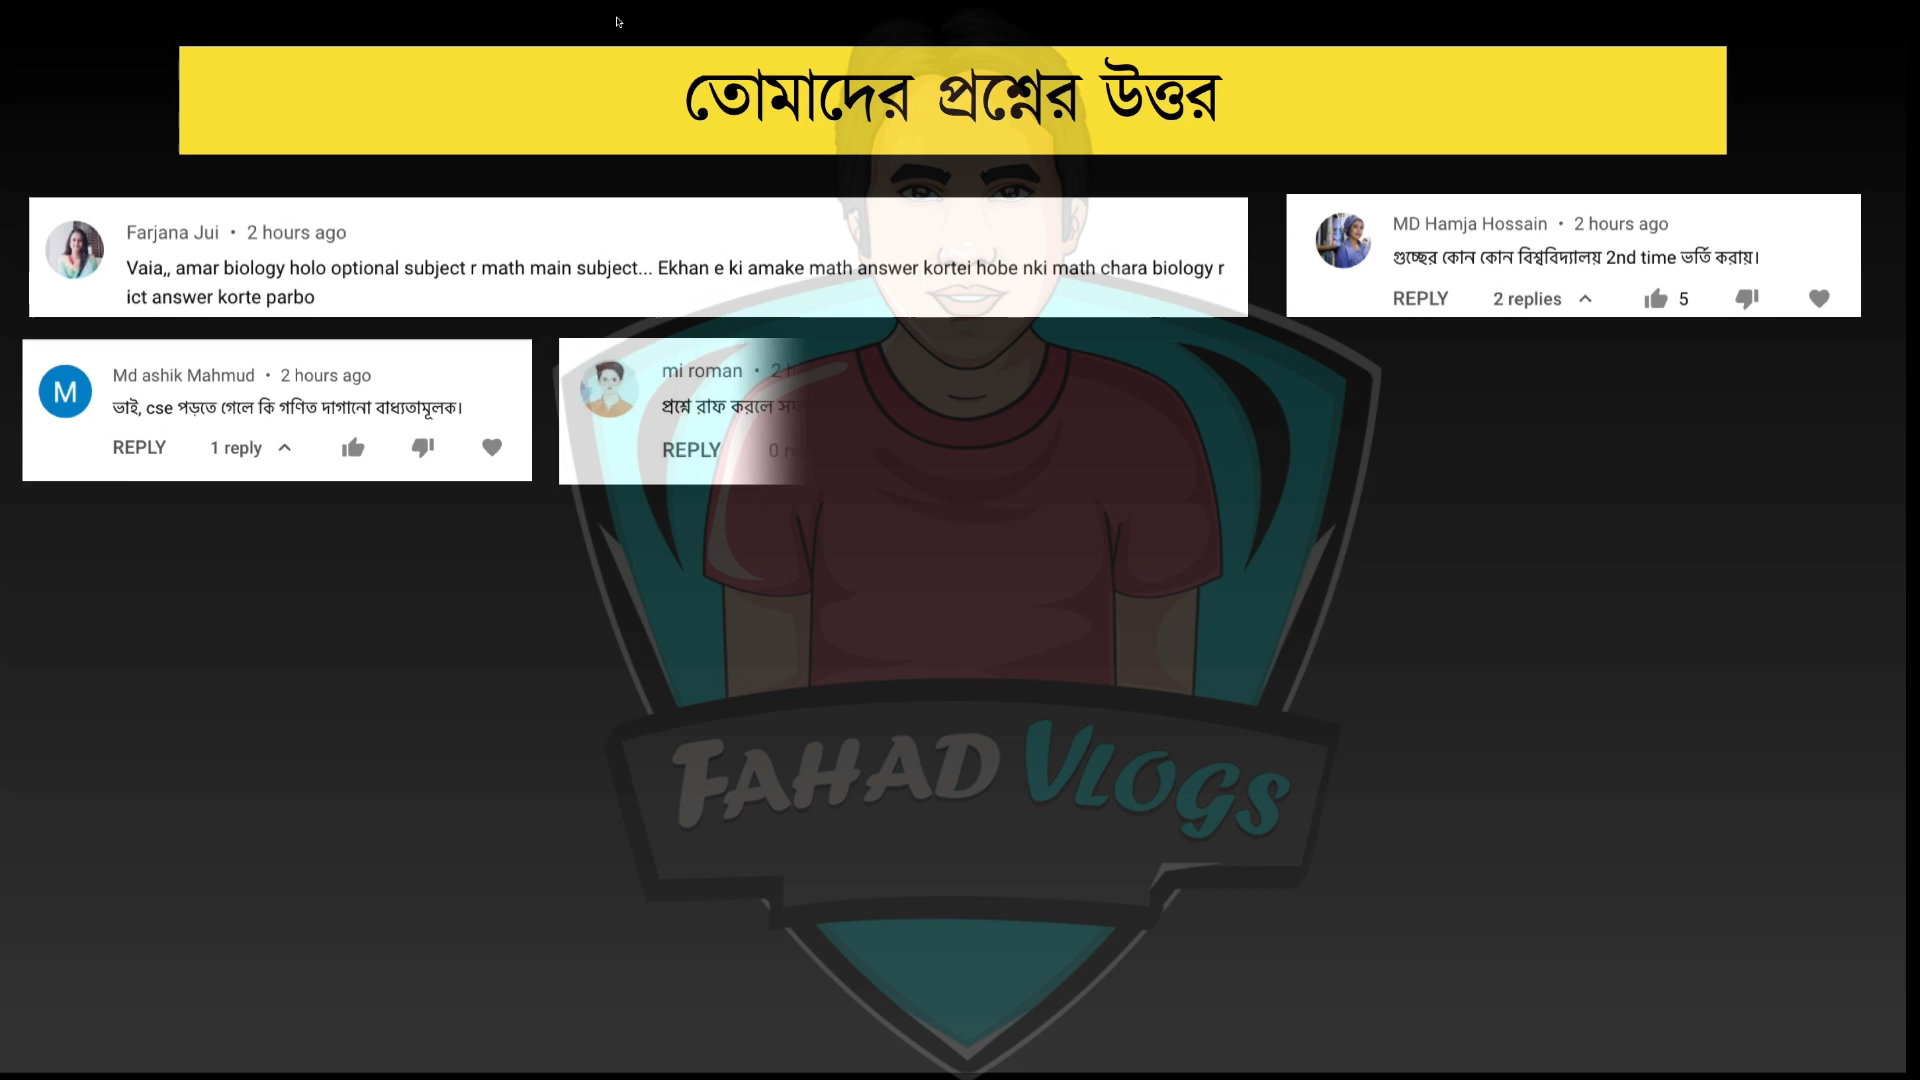 তোমাদের প্রশ্নের উত্তর
Farjana Jui • 2 hours ago
Vaia,, amar biology holo optional subject r math main subject... Ekhan e ki amake math answer kortei hobe nki math chara biology r
ict answer korte parbo
MD Hamja Hossain • 2 hours ago
গুচ্ছের কোন কোন বিশ্ববিদ্যালয় 2nd time ভর্তি করায়।
REPLY 2 replies 5
M
Md ashik Mahmud • 2 hours ago
ভাই, cse পড়তে গেলে কি গণিত দাগানো বাধ্যতামূলক।
REPLY 1 reply
mi roman • 2
প্রশ্নে রাফ করলে
REPLY 0
FAHAD VLOGS